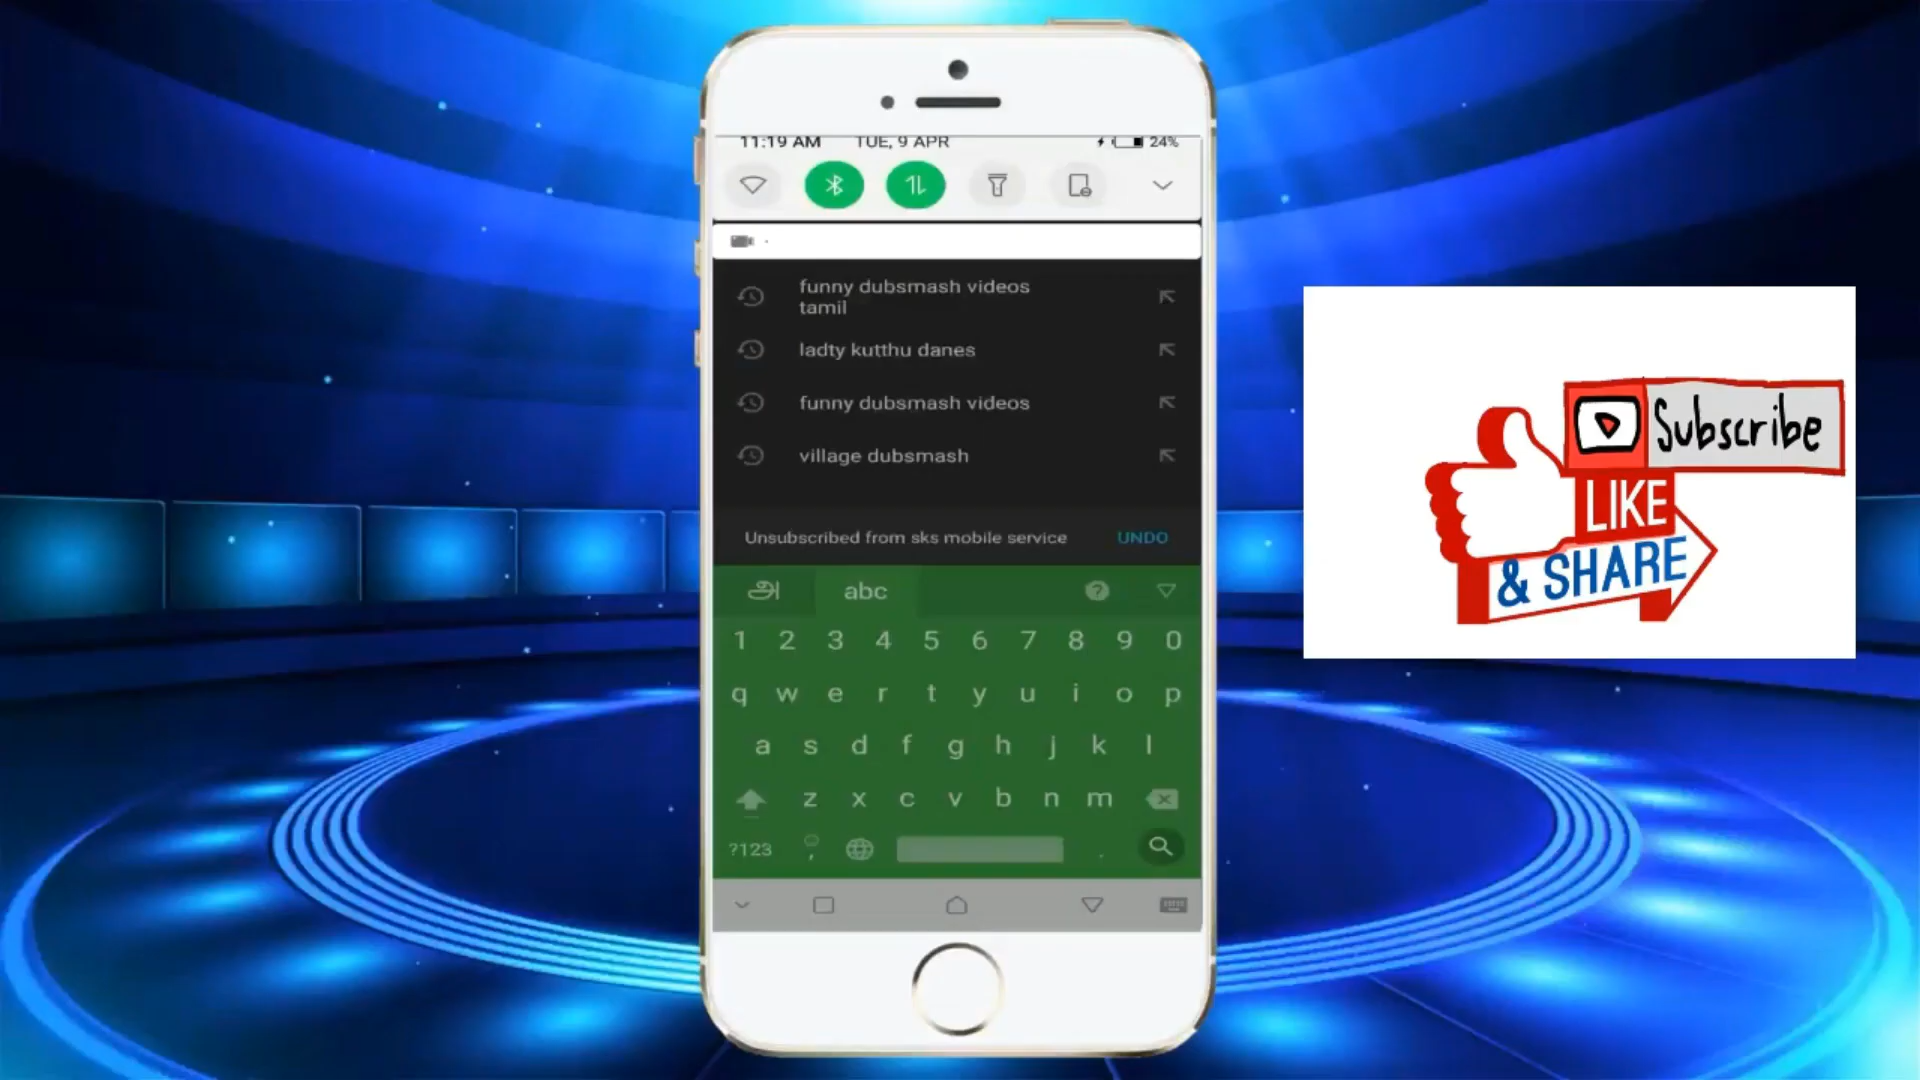 11:19 AM TUE, 9 APR 24%
funny dubsmash videos
tamil
ladty kutthu danes
funny dubsmash videos
village dubsmash
Unsubscribed from sks mobile service UNDO
அ abc ?
1 2 3 4 5 6 7 8 9 0
q w e r t y u i o p
a s d f g h j k l
z x c v b n m
?123 , .
Subscribe
LIKE
& SHARE